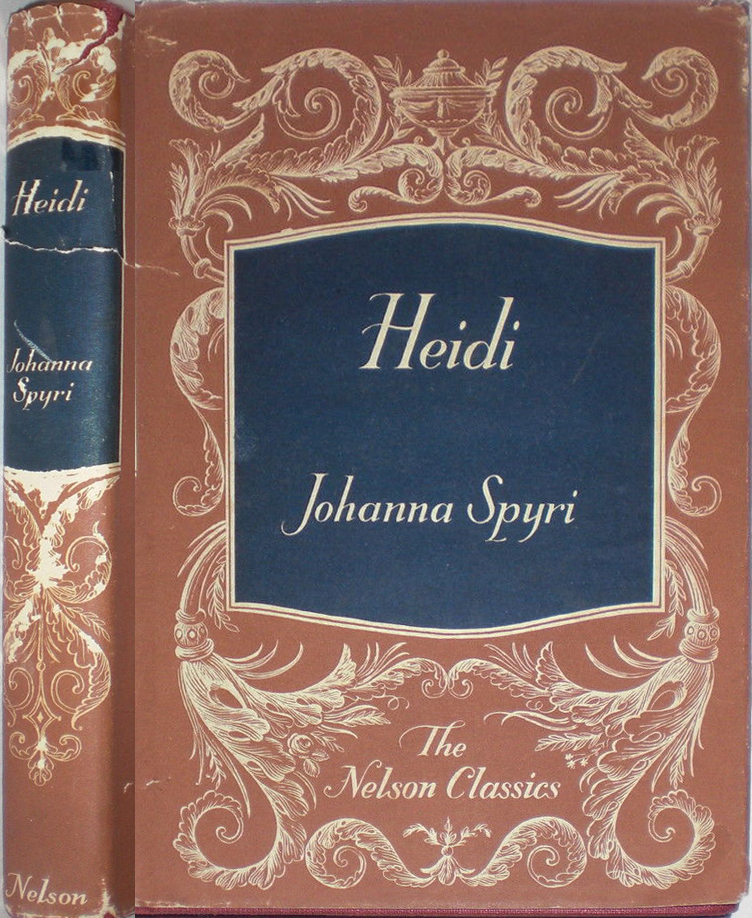 Heidi
Johanna
Spyri
Nelson
Heidi
Johanna Spyri
The
Nelson Classics